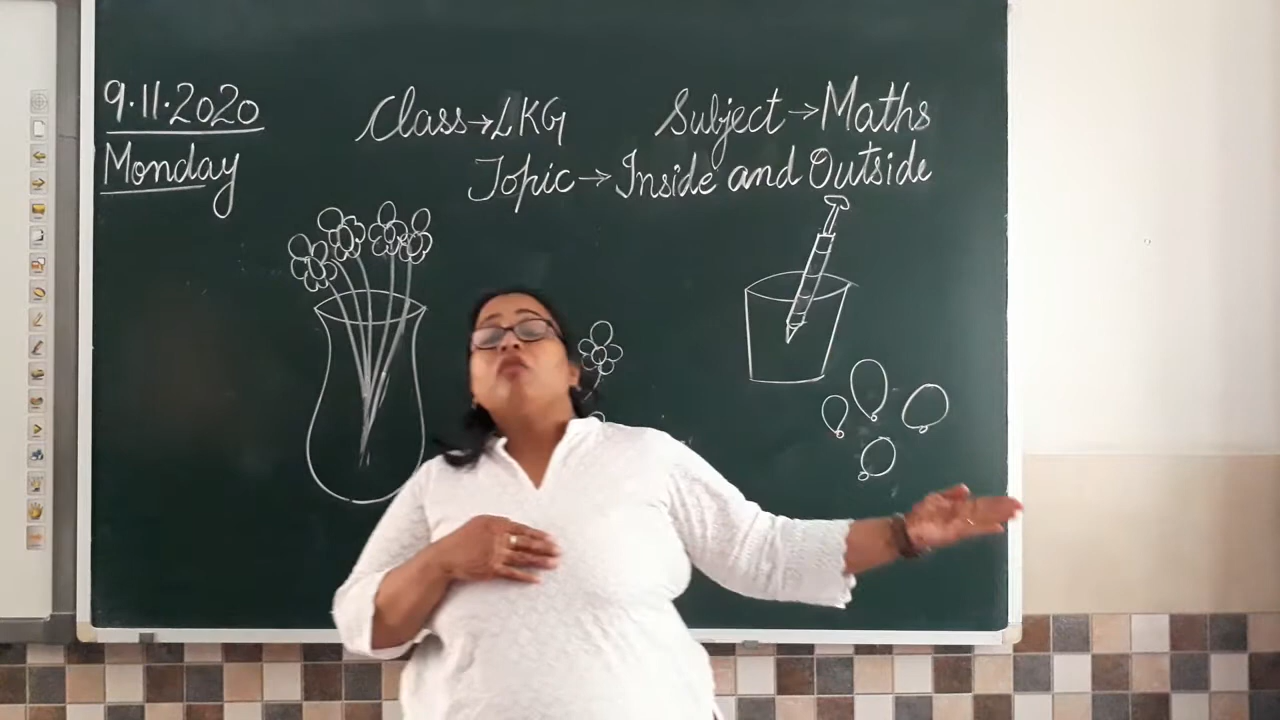 9.11.2020 Class→LKG Subject→Maths
Monday Topic→Inside and Outside